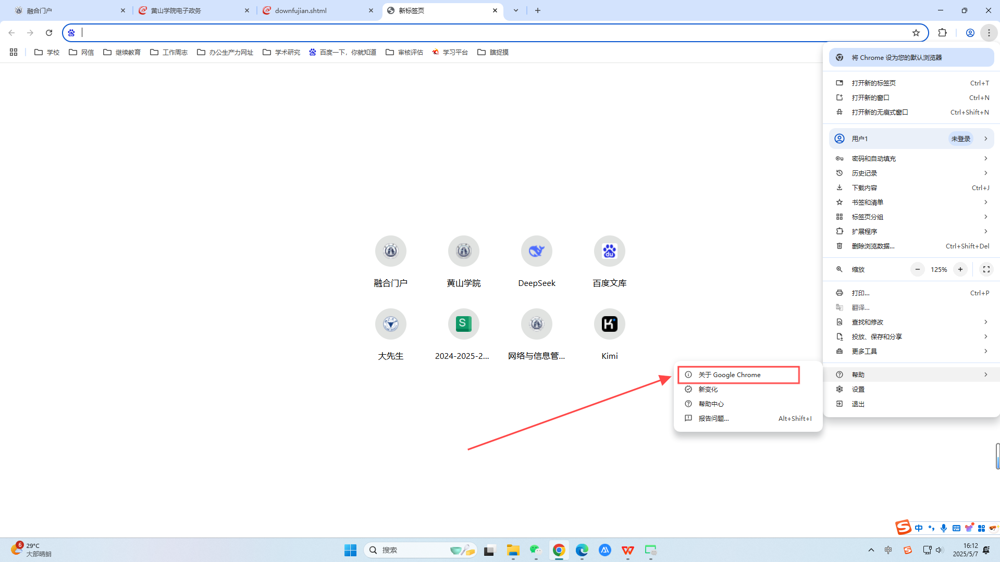 融合门户
黄山学院电子政务
downfujian.shtml
新标签页
学校
网信
继续教育
工作周志
办公生产力网址
学术研究
百度一下，你就知道
审核评估
学习平台
瞎捉摸
将 Chrome 设为您的默认浏览器
打开新的标签页 Ctrl+T
打开新的窗口 Ctrl+N
打开新的无痕式窗口 Ctrl+Shift+N
用户1 未登录
密码和自动填充
历史记录
下载内容 Ctrl+J
书签和清单
标签页分组
扩展程序
删除浏览数据... Ctrl+Shift+Del
缩放 125%
打印... Ctrl+P
翻译...
查找和修改
投放、保存和分享
更多工具
帮助
设置
退出
关于 Google Chrome
新变化
帮助中心
报告问题... Alt+Shift+I
du
融合门户
黄山学院
DeepSeek
百度文库
S
大先生
2024-2025-2...
网络与信息管...
Kimi
S 中
6
29°C
大部晴朗
搜索
中
S
16:12
2025/5/7